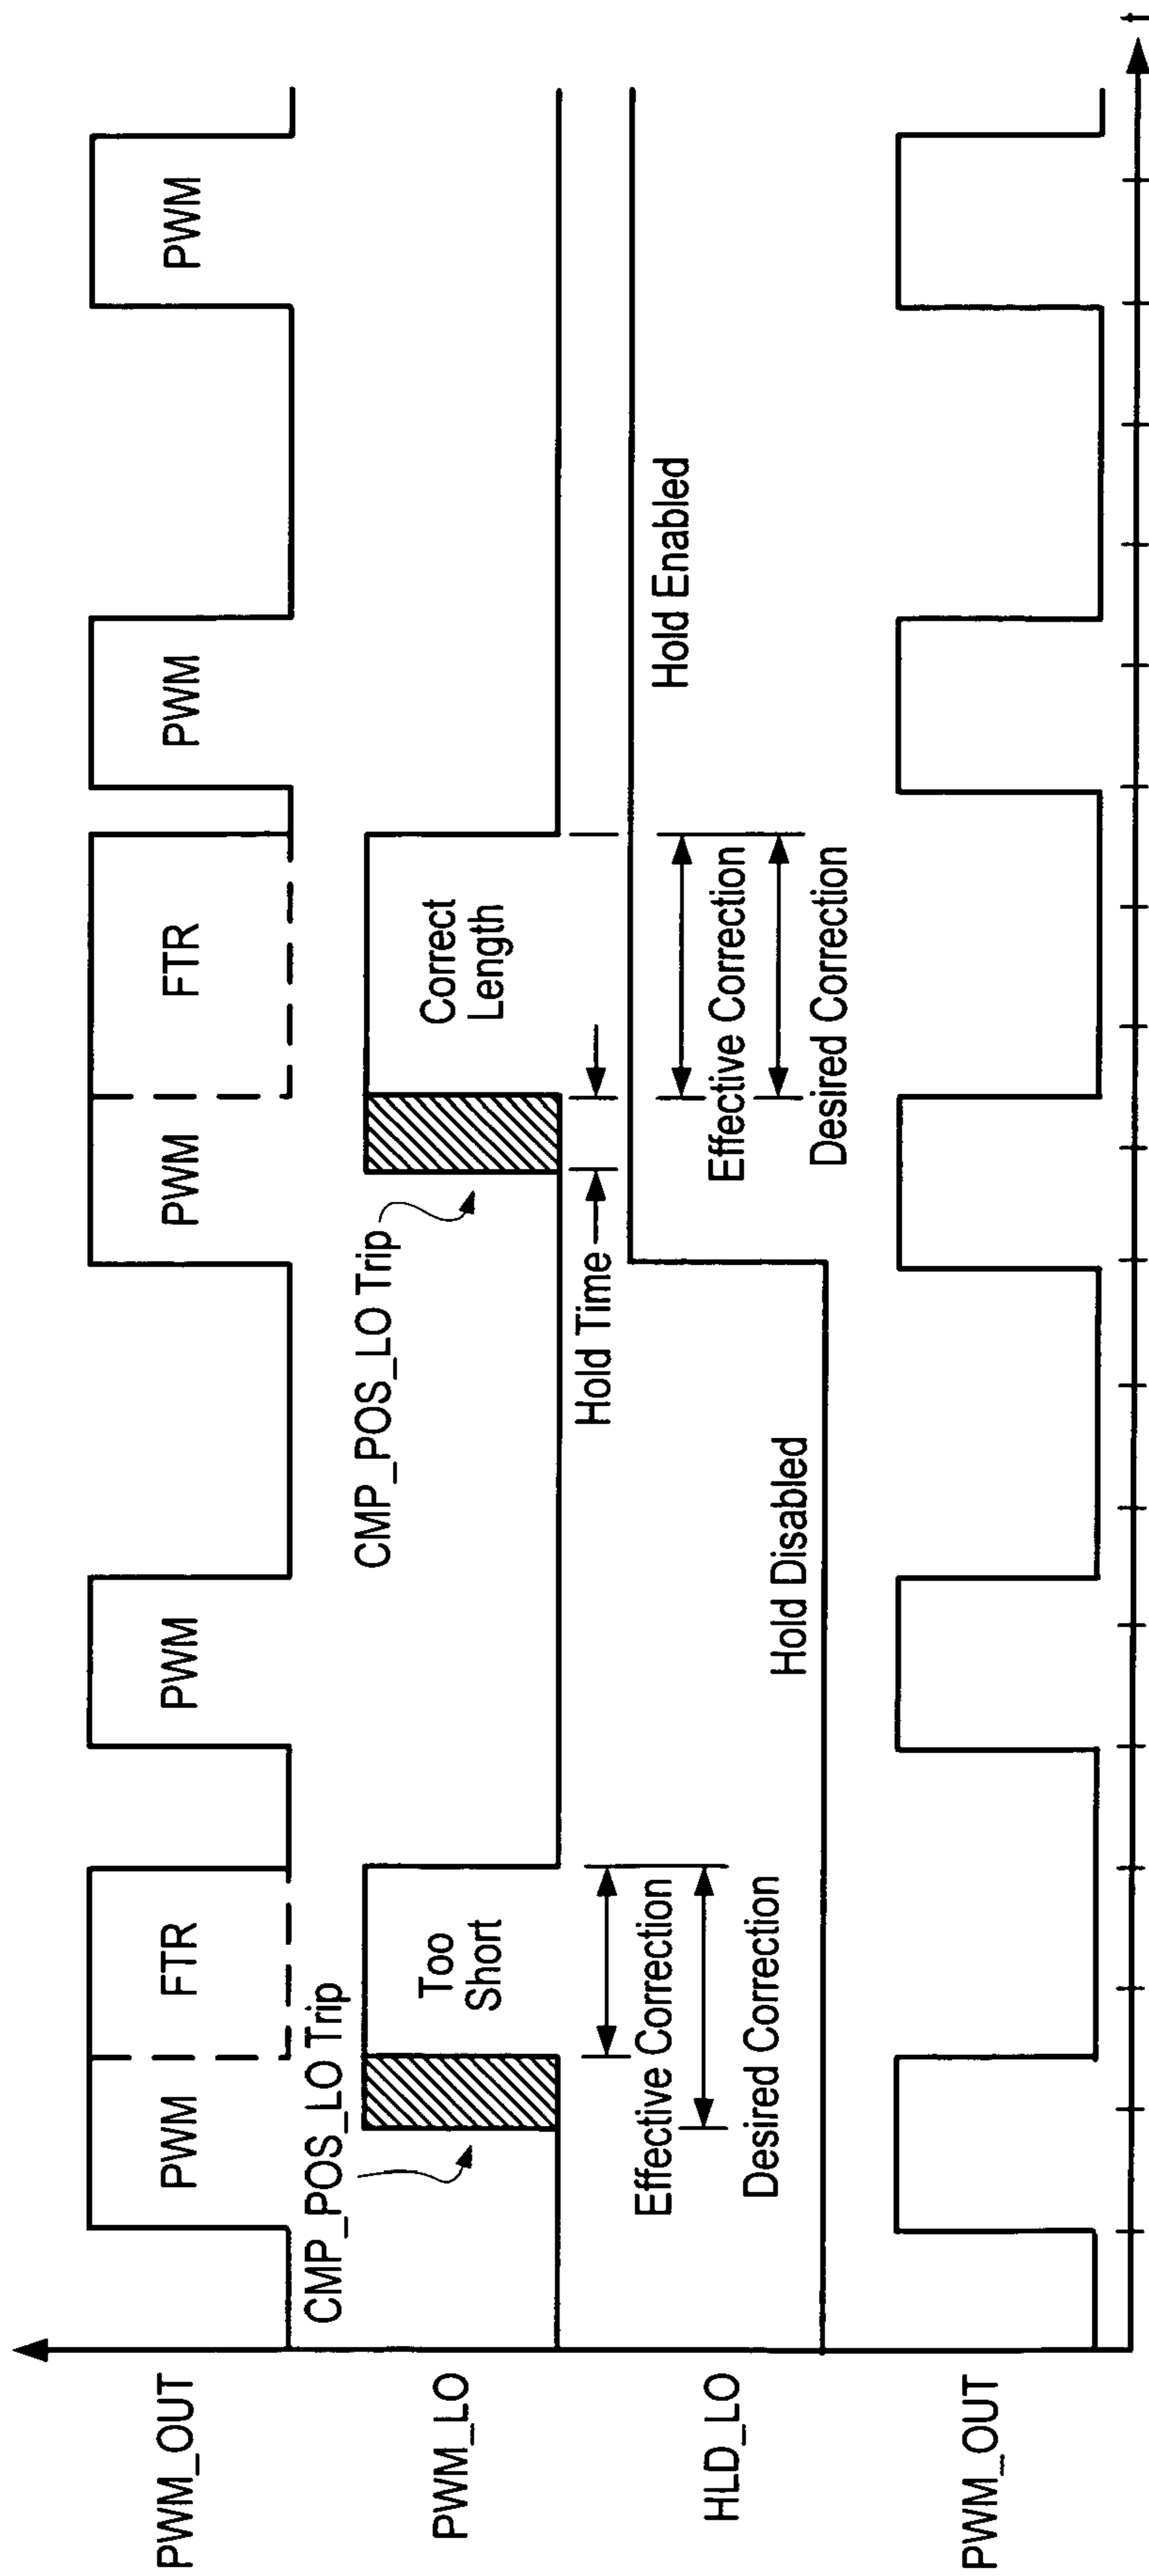 PWM_OUT
PWM
FTR
PWM
PWM
FTR
PWM
PWM
CMP_POS_LO Trip
PWM_LO
Too
Short
CMP_POS_LO Trip
Correct
Length
Effective Correction
Desired Correction
Hold Time
HLD_LO
Hold Disabled
Hold Enabled
Effective Correction
Desired Correction
PWM_OUT
t